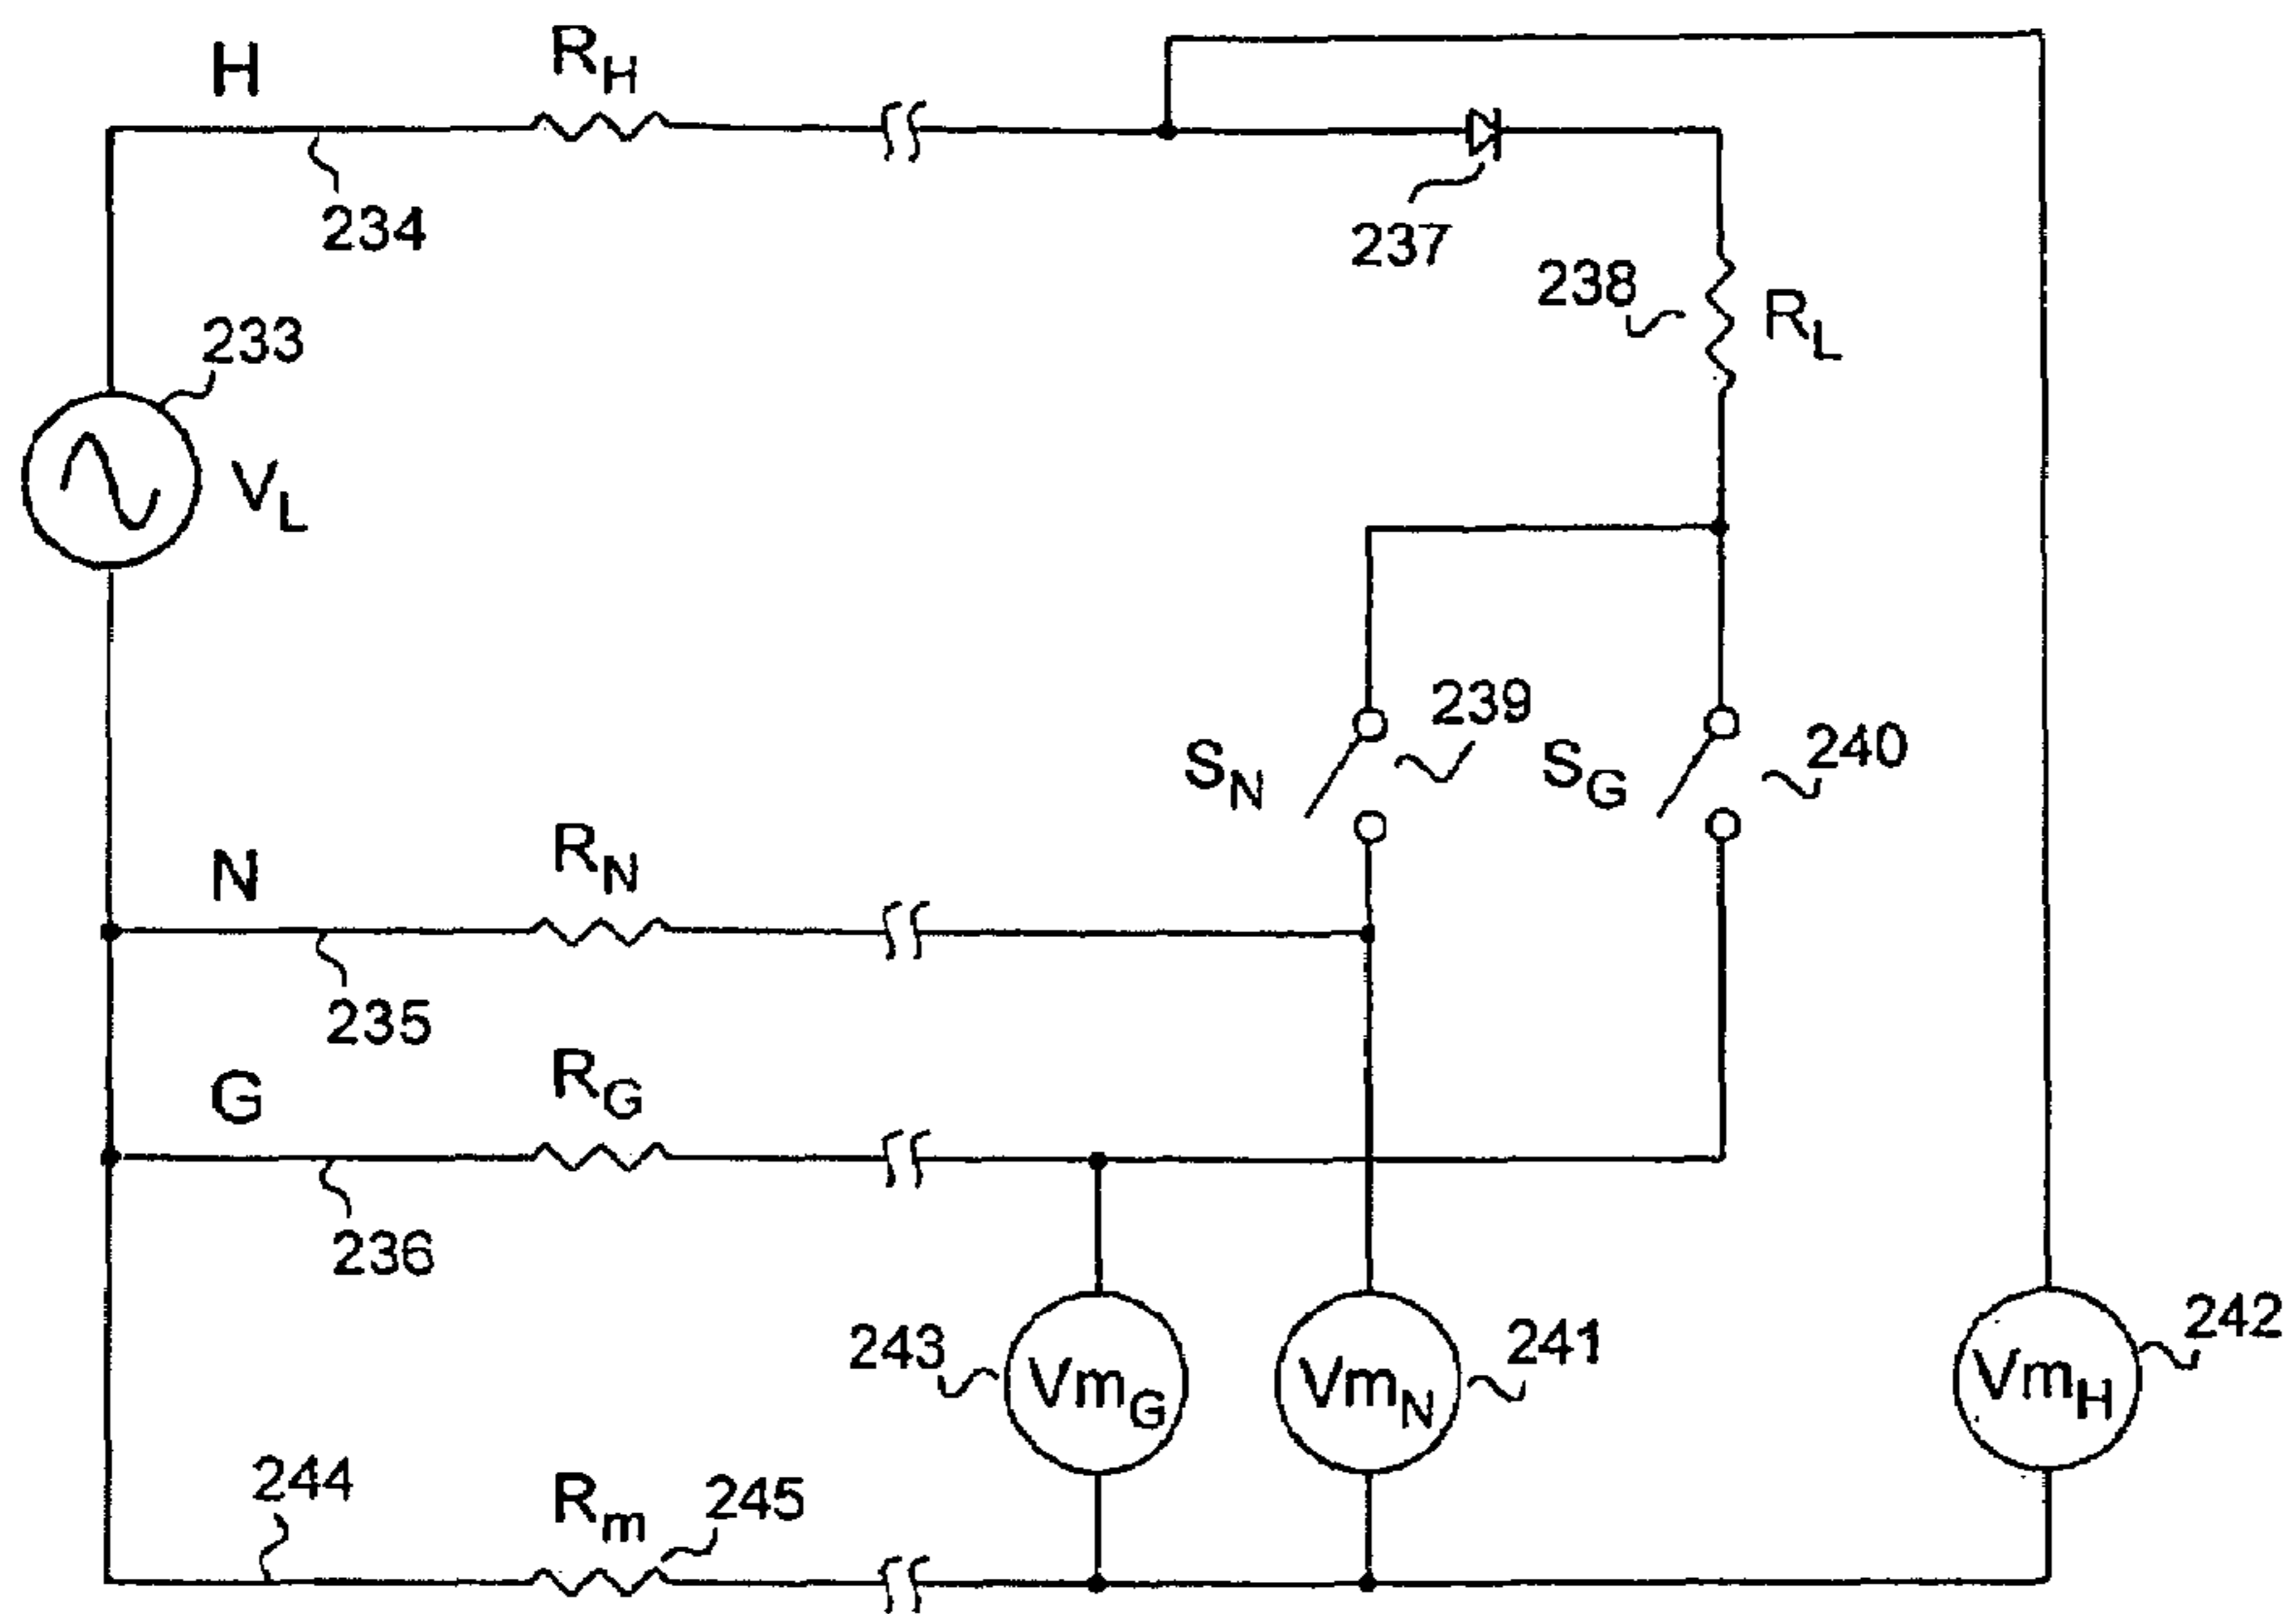 H
R_H
234
237
238
R_L
233
V_L
239
S_N
S_G
240
N
R_N
235
G
R_G
236
243
Vm_G
Vm_N
241
Vm_H
242
244
R_m
245